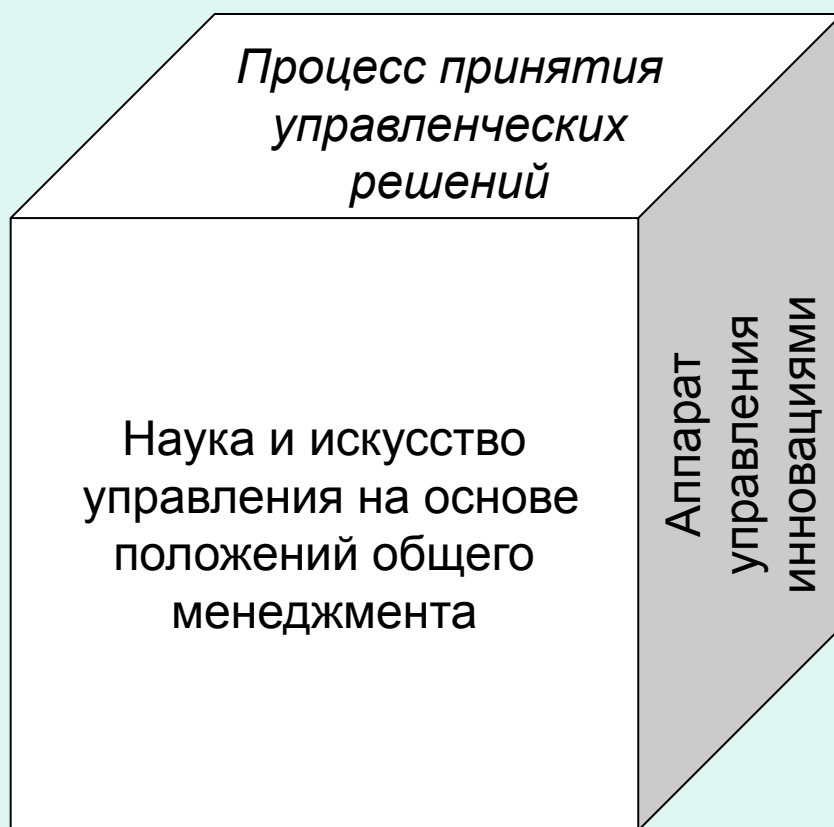 Процесс принятия
управленческих
решений
Наука и искусство
управления на основе
положений общего
менеджмента
Аппарат
управления
инновациями